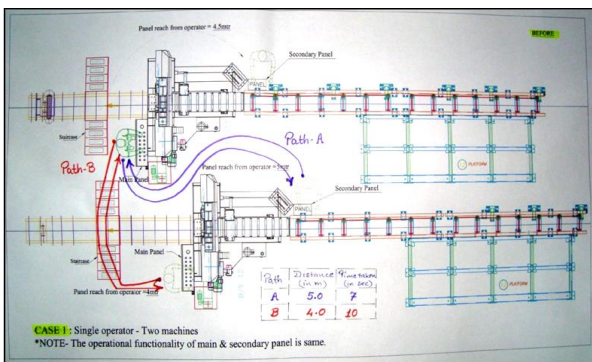 Panel reach from operator = 4.5mtr
BEFORE
Secondary Panel
PANEL
Staircase
Path-A
PLATFORM
Path-B
Main Panel
Panel reach from operator =5mtr
Secondary Panel
PANEL
Main Panel
Staircase
Path Distance (in m) Time taken (in sec)
A 5.0 7
B 4.0 10
PLATFORM
Panel reach from operator =4mtr
CASE 1 : Single operator - Two machines
*NOTE- The operational functionality of main & secondary panel is same.